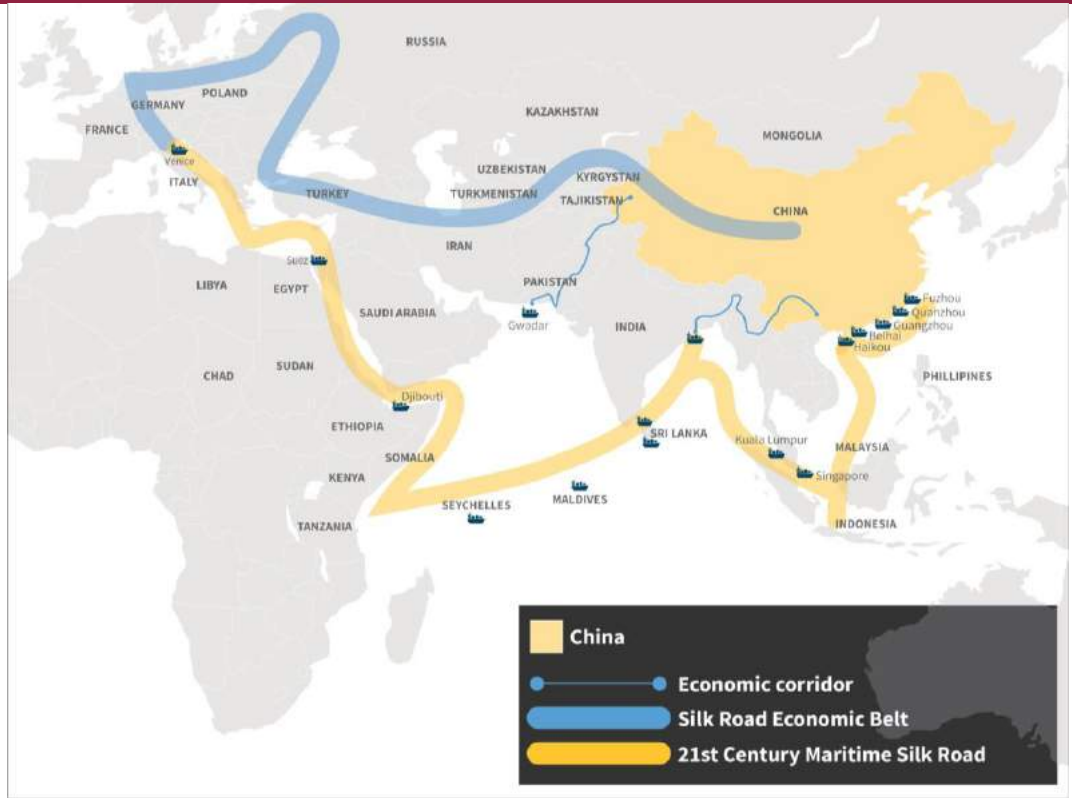 RUSSIA
POLAND
GERMANY
FRANCE
KAZAKHSTAN
MONGOLIA
Venice
ITALY
UZBEKISTAN
KYRGYSTAN
TURKEY
TURKMENISTAN
TAJIKISTAN
CHINA
IRAN
Suez
LIBYA
EGYPT
PAKISTAN
SAUDI ARABIA
Gwadar
INDIA
Fuzhou
Quanzhou
Guangzhou
Beihai
Haikou
CHAD
SUDAN
PHILLIPINES
Djibouti
ETHIOPIA
SRI LANKA
Kuala Lumpur
MALAYSIA
SOMALIA
KENYA
Singapore
SEYCHELLES
MALDIVES
TANZANIA
INDONESIA
China
Economic corridor
Silk Road Economic Belt
21st Century Maritime Silk Road